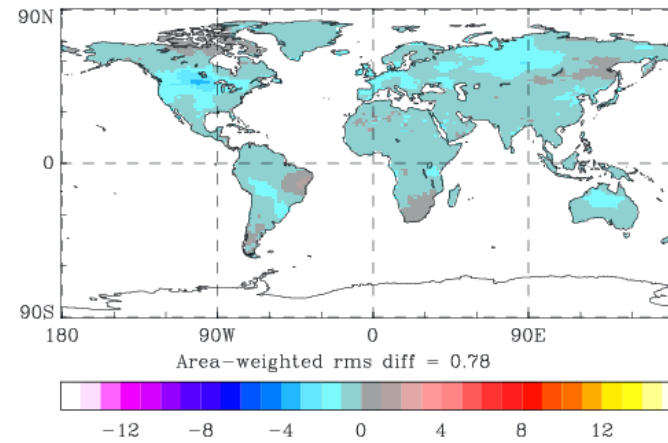 90N
0
90S
180 90W 0 90E
Area-weighted rms diff = 0.78
-12 -8 -4 0 4 8 12